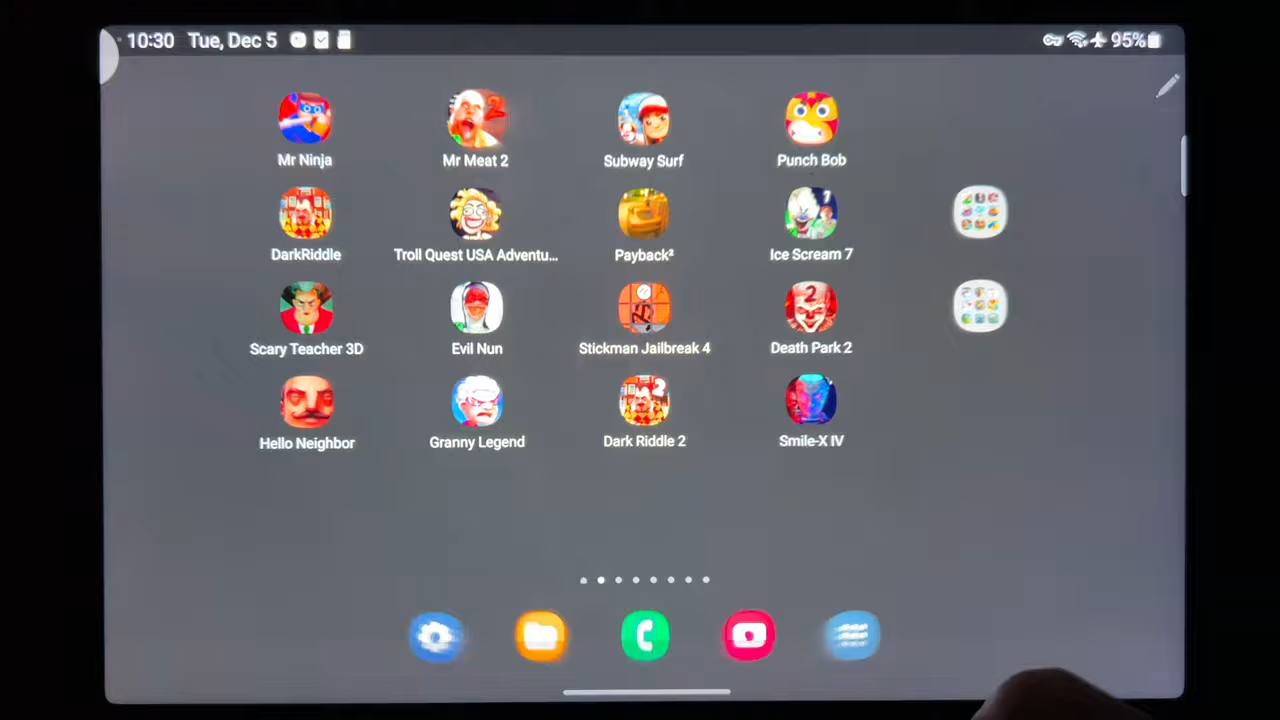 10:30 Tue, Dec 5 95%
Mr Ninja Mr Meat 2 Subway Surf Punch Bob
DarkRiddle Troll Quest USA Adventu... Payback² Ice Scream 7
Scary Teacher 3D Evil Nun Stickman Jailbreak 4 Death Park 2
Hello Neighbor Granny Legend Dark Riddle 2 Smile-X IV